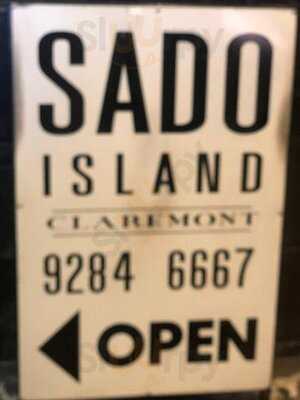 SADO
ISLAND
CLAREMONT
9284 6667
OPEN